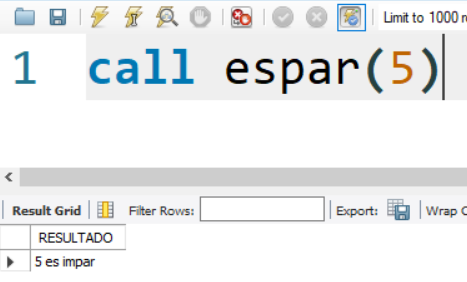 Limit to 1000 r
1 call espar(5)
Result Grid Filter Rows: Export: Wrap C
RESULTADO
5 es impar